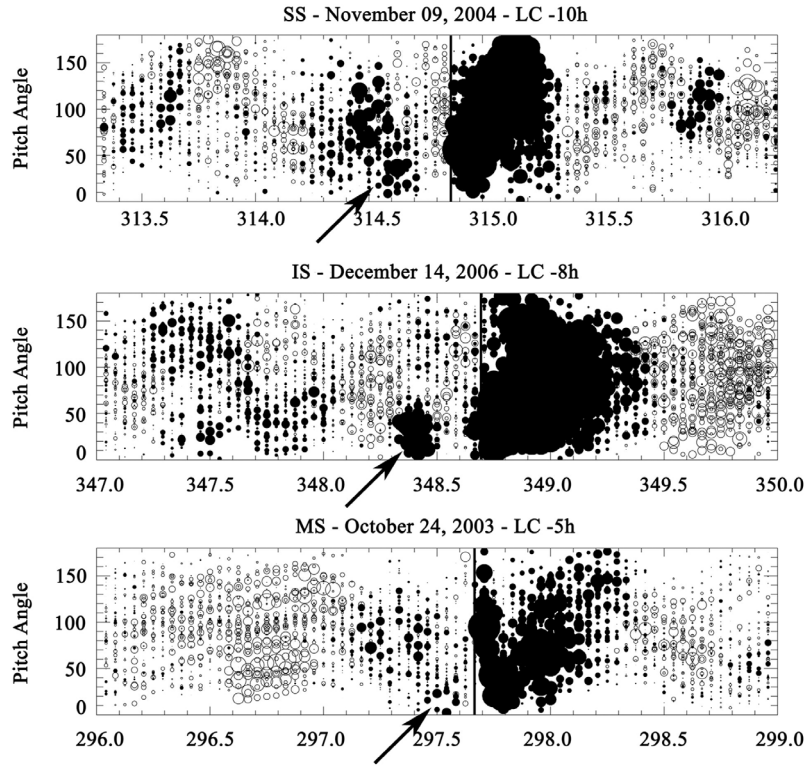 SS - November 09, 2004 - LC -10h
Pitch Angle
150
100
50
0
313.5 314.0 314.5 315.0 315.5 316.0
IS - December 14, 2006 - LC -8h
Pitch Angle
150
100
50
0
347.0 347.5 348.0 348.5 349.0 349.5 350.0
MS - October 24, 2003 - LC -5h
Pitch Angle
150
100
50
0
296.0 296.5 297.0 297.5 298.0 298.5 299.0